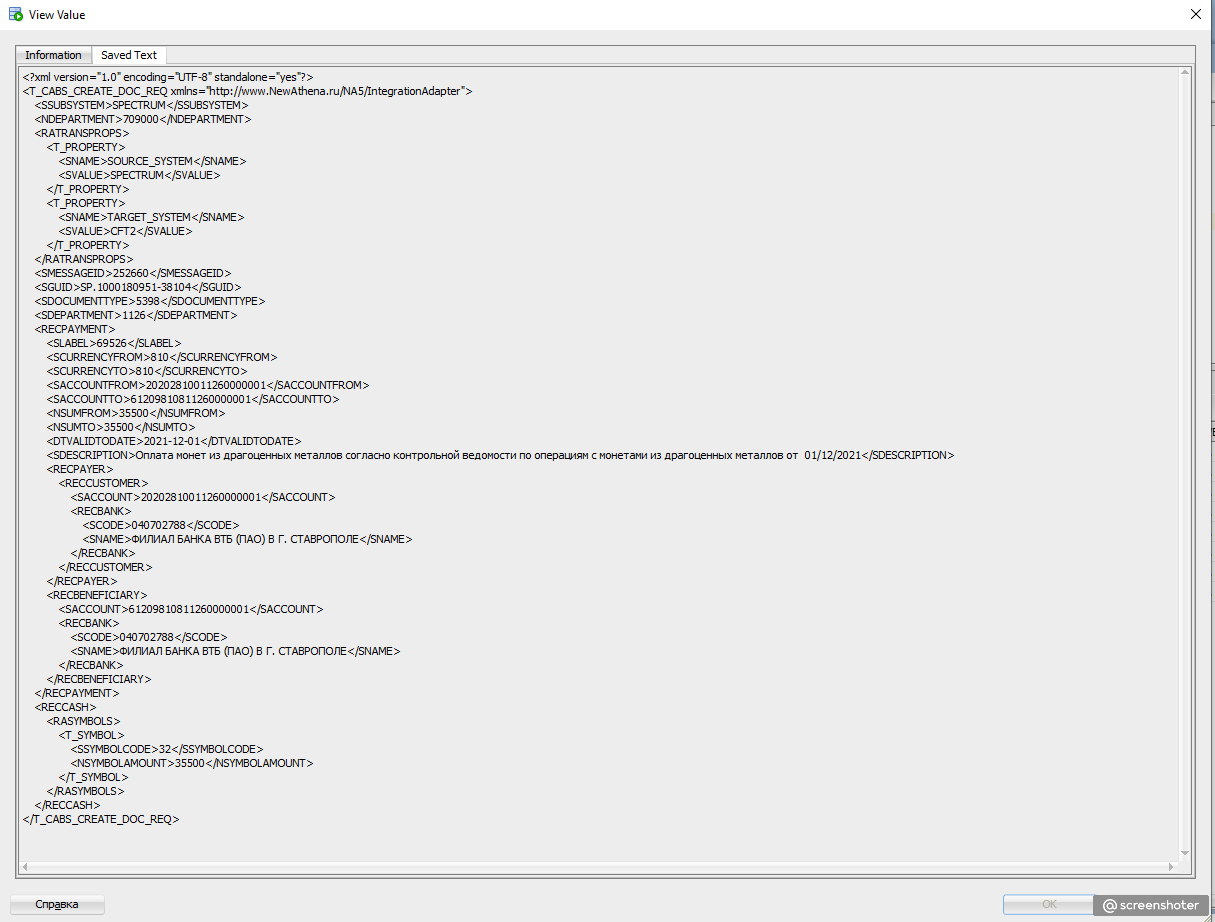 View Value
Information Saved Text
<?xml version="1.0" encoding="UTF-8" standalone="yes"?>
<T_CABS_CREATE_DOC_REQ xmlns="http://www.NewAthena.ru/NA5/IntegrationAdapter">
<SSUBSYSTEM>SPECTRUM</SSUBSYSTEM>
<NDEPARTMENT>709000</NDEPARTMENT>
<RATRANSPROPS>
<T_PROPERTY>
<SNAME>SOURCE_SYSTEM</SNAME>
<SVALUE>SPECTRUM</SVALUE>
</T_PROPERTY>
<T_PROPERTY>
<SNAME>TARGET_SYSTEM</SNAME>
<SVALUE>CFT2</SVALUE>
</T_PROPERTY>
</RATRANSPROPS>
<SMESSAGEID>252660</SMESSAGEID>
<SGUID>SP.1000180951-38104</SGUID>
<SDOCUMENTTYPE>5398</SDOCUMENTTYPE>
<SDEPARTMENT>1126</SDEPARTMENT>
<RECPAYMENT>
<SLABEL>69526</SLABEL>
<SCURRENCYFROM>810</SCURRENCYFROM>
<SCURRENCYTO>810</SCURRENCYTO>
<SACCOUNTFROM>20202810011260000001</SACCOUNTFROM>
<SACCOUNTTO>61209810811260000001</SACCOUNTTO>
<NSUMFROM>35500</NSUMFROM>
<NSUMTO>35500</NSUMTO>
<DTVALIDTODATE>2021-12-01</DTVALIDTODATE>
<SDESCRIPTION>Оплата монет из драгоценных металлов согласно контрольной ведомости по операциям с монетами из драгоценных металлов от  01/12/2021</SDESCRIPTION>
<RECPAYER>
<RECCUSTOMER>
<SACCOUNT>20202810011260000001</SACCOUNT>
<RECBANK>
<SCODE>040702788</SCODE>
<SNAME>ФИЛИАЛ БАНКА ВТБ (ПАО) В Г. СТАВРОПОЛЕ</SNAME>
</RECBANK>
</RECCUSTOMER>
</RECPAYER>
<RECBENEFICIARY>
<SACCOUNT>61209810811260000001</SACCOUNT>
<RECBANK>
<SCODE>040702788</SCODE>
<SNAME>ФИЛИАЛ БАНКА ВТБ (ПАО) В Г. СТАВРОПОЛЕ</SNAME>
</RECBANK>
</RECBENEFICIARY>
</RECPAYMENT>
<RECCASH>
<RASYMBOLS>
<T_SYMBOL>
<SSYMBOLCODE>32</SSYMBOLCODE>
<NSYMBOLAMOUNT>35500</NSYMBOLAMOUNT>
</T_SYMBOL>
</RASYMBOLS>
</RECCASH>
</T_CABS_CREATE_DOC_REQ>
Справка OK @screenshoter